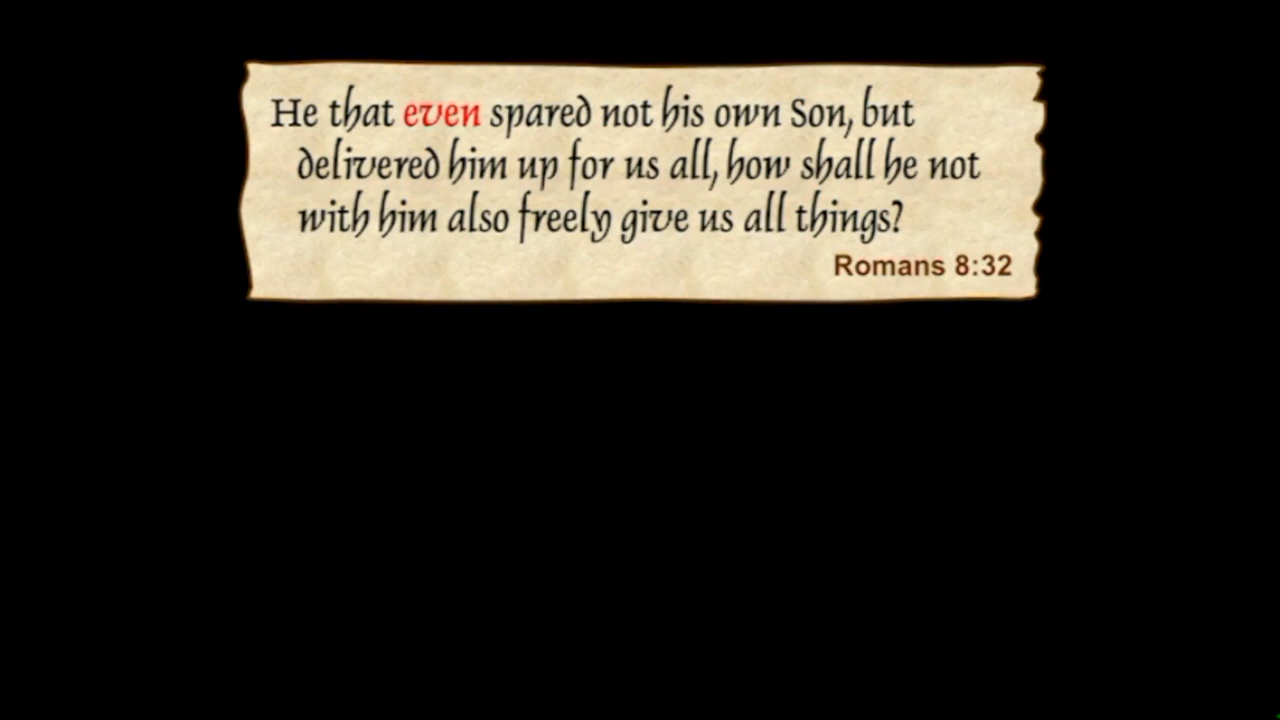 He that even spared not his own Son, but
delivered him up for us all, how shall he not
with him also freely give us all things?
Romans 8:32